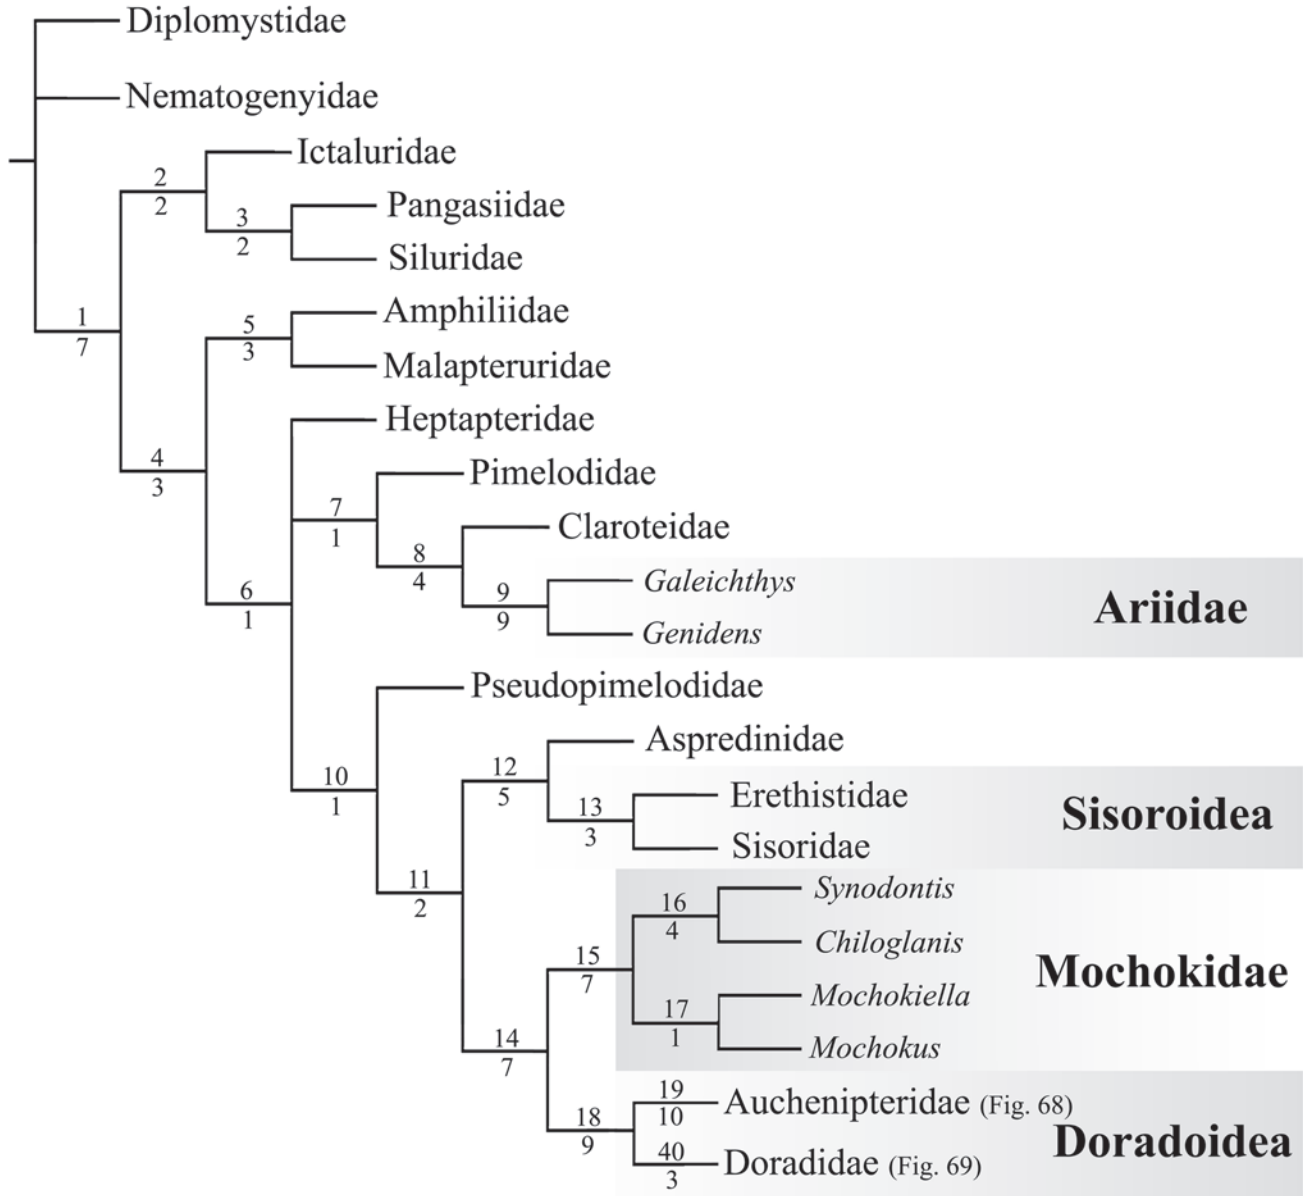 Diplomystidae
Nematogenyidae
Ictaluridae
2
2
Pangasiidae
3
2
Siluridae
Amphiliidae
1
7
5
3
Malapteruridae
Heptapteridae
4
3
Pimelodidae
7
1
Claroteidae
8
4
Galeichthys
9
9
6
1
Ariidae
Genidens
Pseudopimelodidae
Aspredinidae
10
1
12
5
Erethistidae
13
3
Sisoroidea
Sisoridae
11
2
Synodontis
16
4
Chiloglanis
15
7
Mochokidae
Mochokiella
17
1
Mochokus
14
7
19
10
Auchenipteridae (Fig. 68)
18
9
Doradoidea
40
3
Doradidae (Fig. 69)